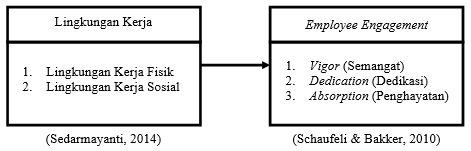 Lingkungan Kerja
1. Lingkungan Kerja Fisik
2. Lingkungan Kerja Sosial
(Sedarmayanti, 2014)
Employee Engagement
1. Vigor (Semangat)
2. Dedication (Dedikasi)
3. Absorption (Penghayatan)
(Schaufeli & Bakker, 2010)